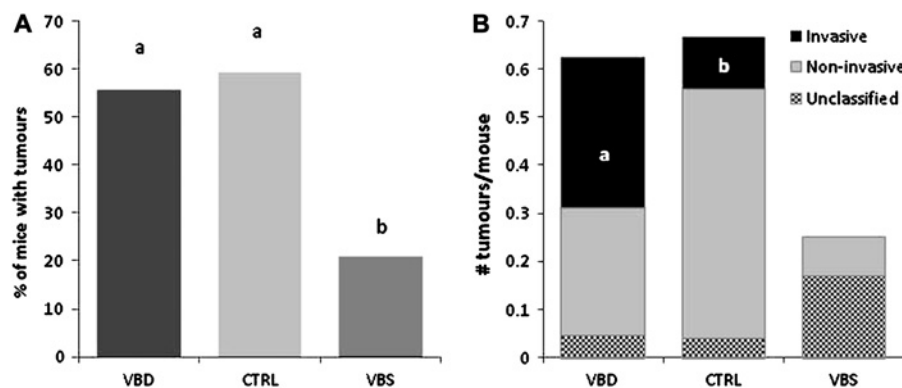 A
% of mice with tumours
70
60
50
40
30
20
10
0
a
a
b
VBD
CTRL
VBS
B
# tumours/mouse
0.7
0.6
0.5
0.4
0.3
0.2
0.1
0
a
b
Invasive
Non-invasive
Unclassified
VBD
CTRL
VBS